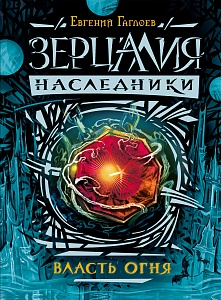 Евгений Гаглоев
ЗЕРЦАЛИЯ
НАСЛЕДНИКИ
ВЛАСТЬ ОГНЯ